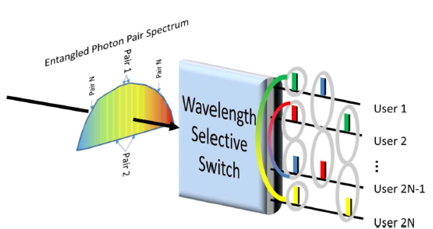 Entangled Photon Pair Spectrum
Pair N
Pair 1
Pair N
Pair 2
Wavelength
Selective
Switch
User 1
User 2
⋮
User 2N-1
User 2N